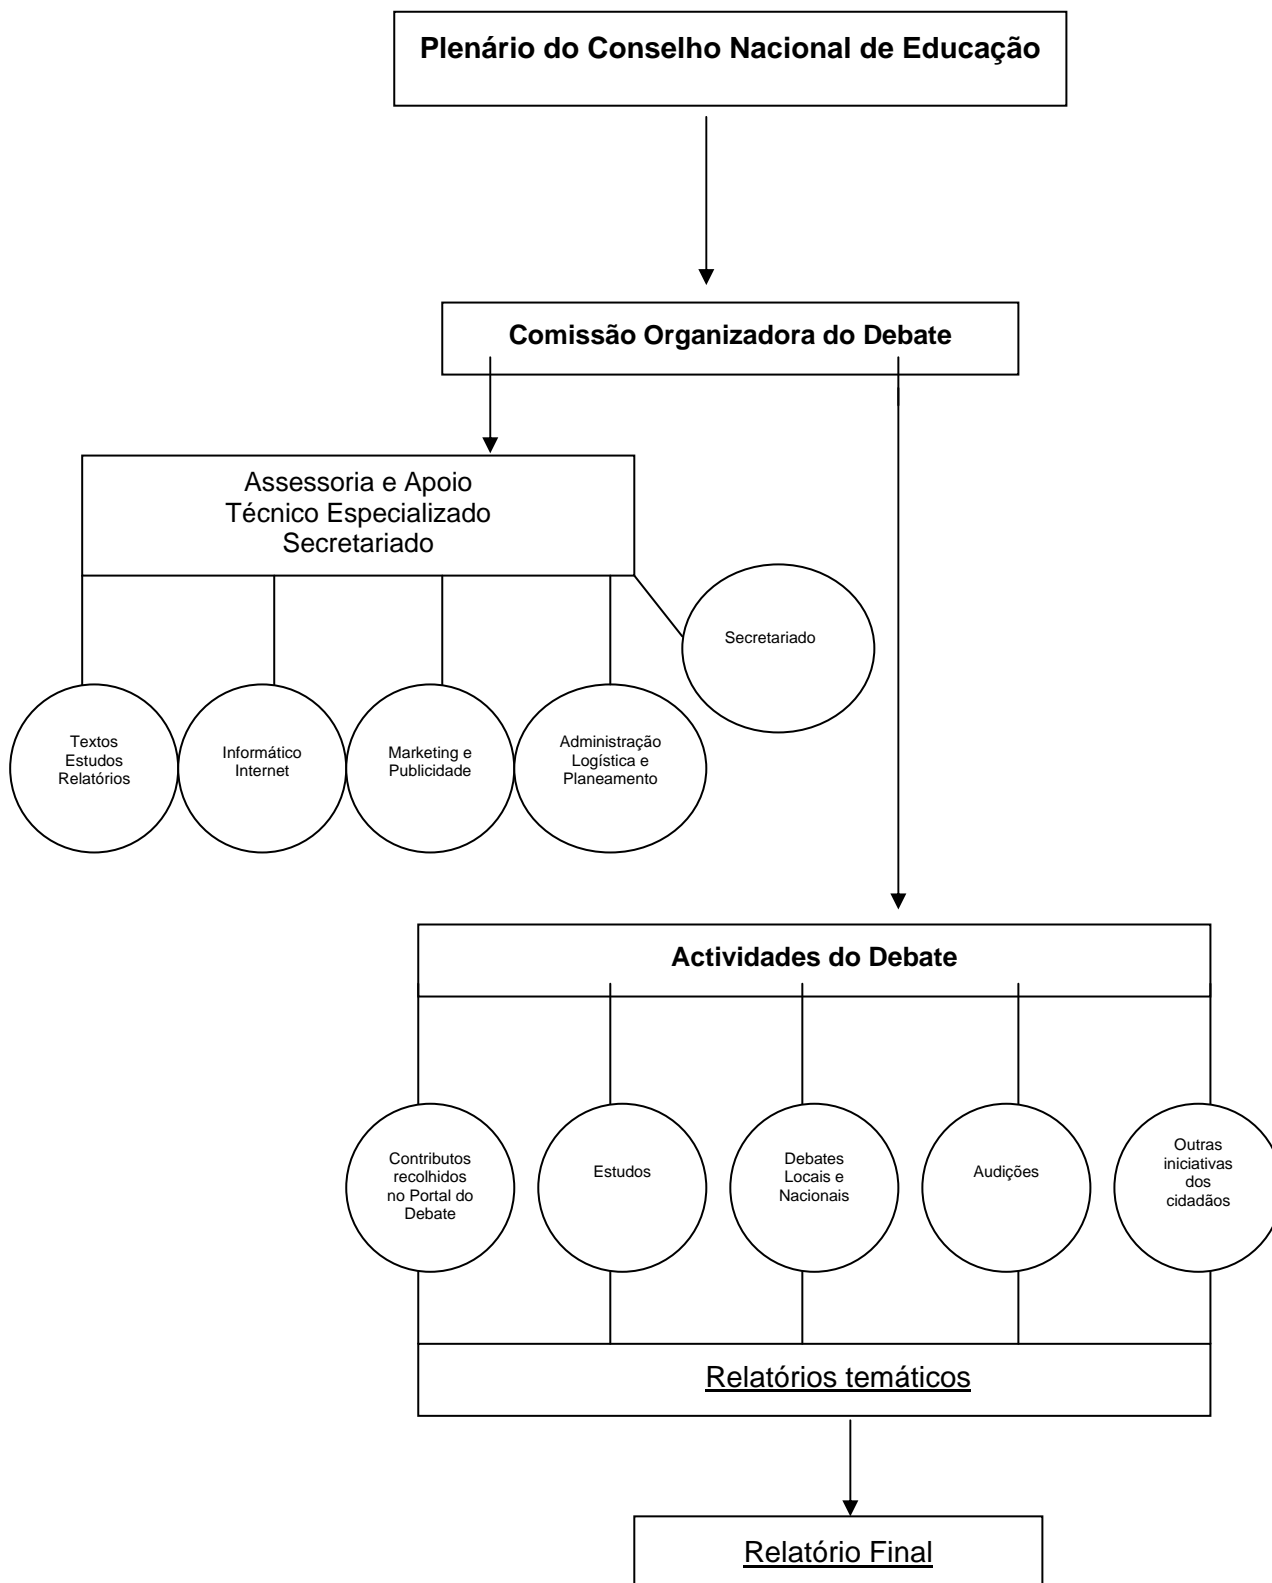 Plenário do Conselho Nacional de Educação
Comissão Organizadora do Debate
Assessoria e Apoio
Técnico Especializado
Secretariado
Secretariado
Textos
Estudos
Relatórios
Informático
Internet
Marketing e
Publicidade
Administração
Logística e
Planeamento
Actividades do Debate
Contributos
recolhidos
no Portal do
Debate
Estudos
Debates
Locais e
Nacionais
Audições
Outras
iniciativas
dos
cidadãos
Relatórios temáticos
Relatório Final